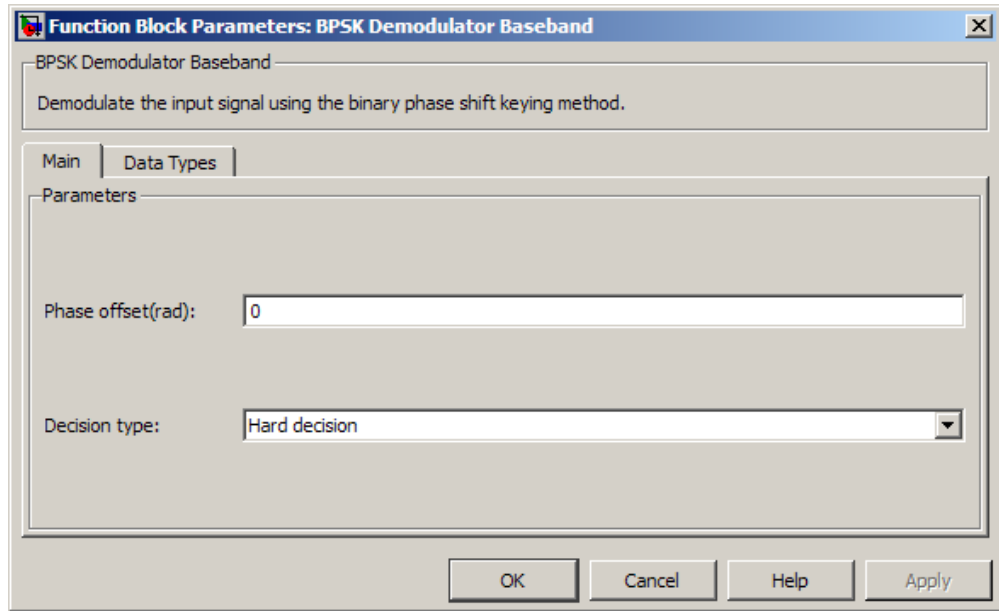 Function Block Parameters: BPSK Demodulator Baseband
BPSK Demodulator Baseband
Demodulate the input signal using the binary phase shift keying method.
Main Data Types
Parameters
Phase offset(rad): 0
Decision type: Hard decision
OK Cancel Help Apply